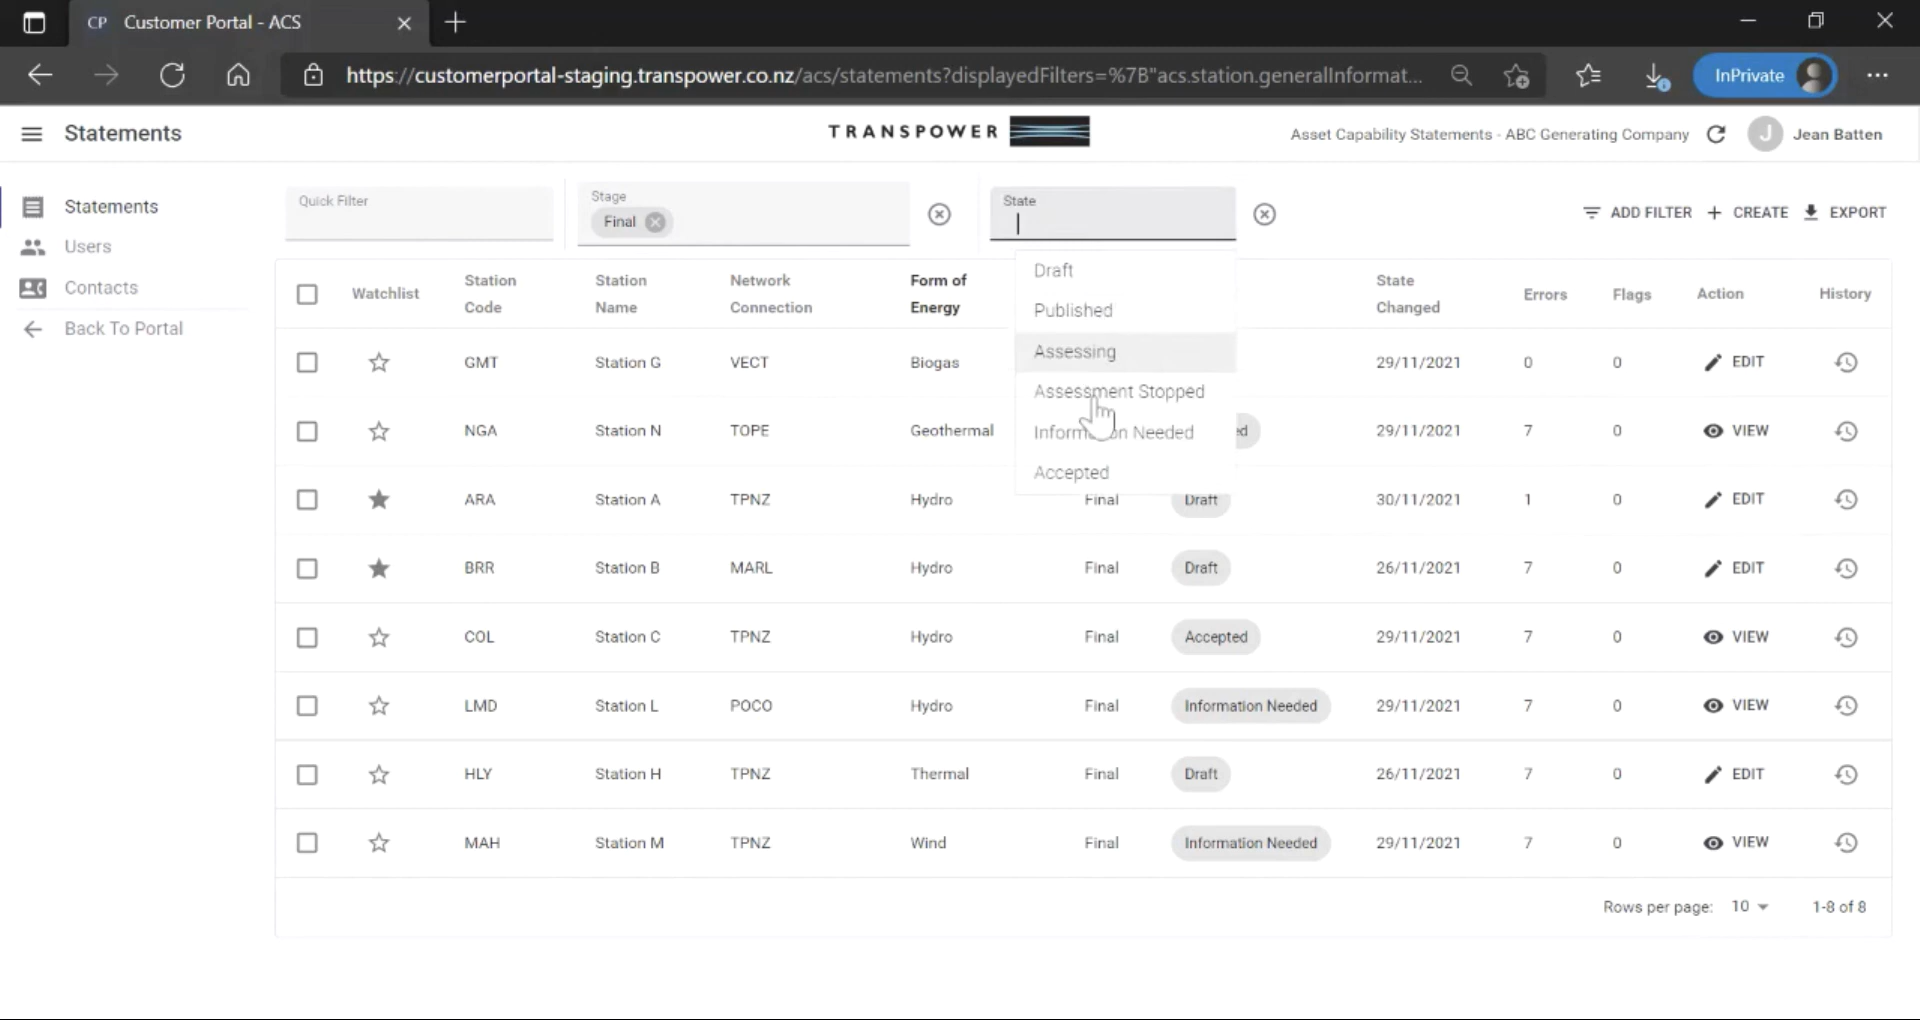 CP Customer Portal - ACS
https://customerportal-staging.transpower.co.nz/acs/statements?displayedFilters=%7B"acs.station.generalInformat...
InPrivate
Statements
TRANSPOWER
Asset Capability Statements - ABC Generating Company
J
Jean Batten
Statements
Users
Contacts
Back To Portal
Quick Filter
Stage
Final
State
ADD FILTER
CREATE
EXPORT
Draft
Published
Assessing
Assessment Stopped
Information Needed
Accepted
Watchlist
Station Code
Station Name
Network Connection
Form of Energy
State Changed
Errors
Flags
Action
History
GMT Station G VECT Biogas 29/11/2021 0 0 EDIT
NGA Station N TOPE Geothermal ed 29/11/2021 7 0 VIEW
ARA Station A TPNZ Hydro Final Draft 30/11/2021 1 0 EDIT
BRR Station B MARL Hydro Final Draft 26/11/2021 7 0 EDIT
COL Station C TPNZ Hydro Final Accepted 29/11/2021 7 0 VIEW
LMD Station L POCO Hydro Final Information Needed 29/11/2021 7 0 VIEW
HLY Station H TPNZ Thermal Final Draft 26/11/2021 7 0 EDIT
MAH Station M TPNZ Wind Final Information Needed 29/11/2021 7 0 VIEW
Rows per page: 10 1-8 of 8